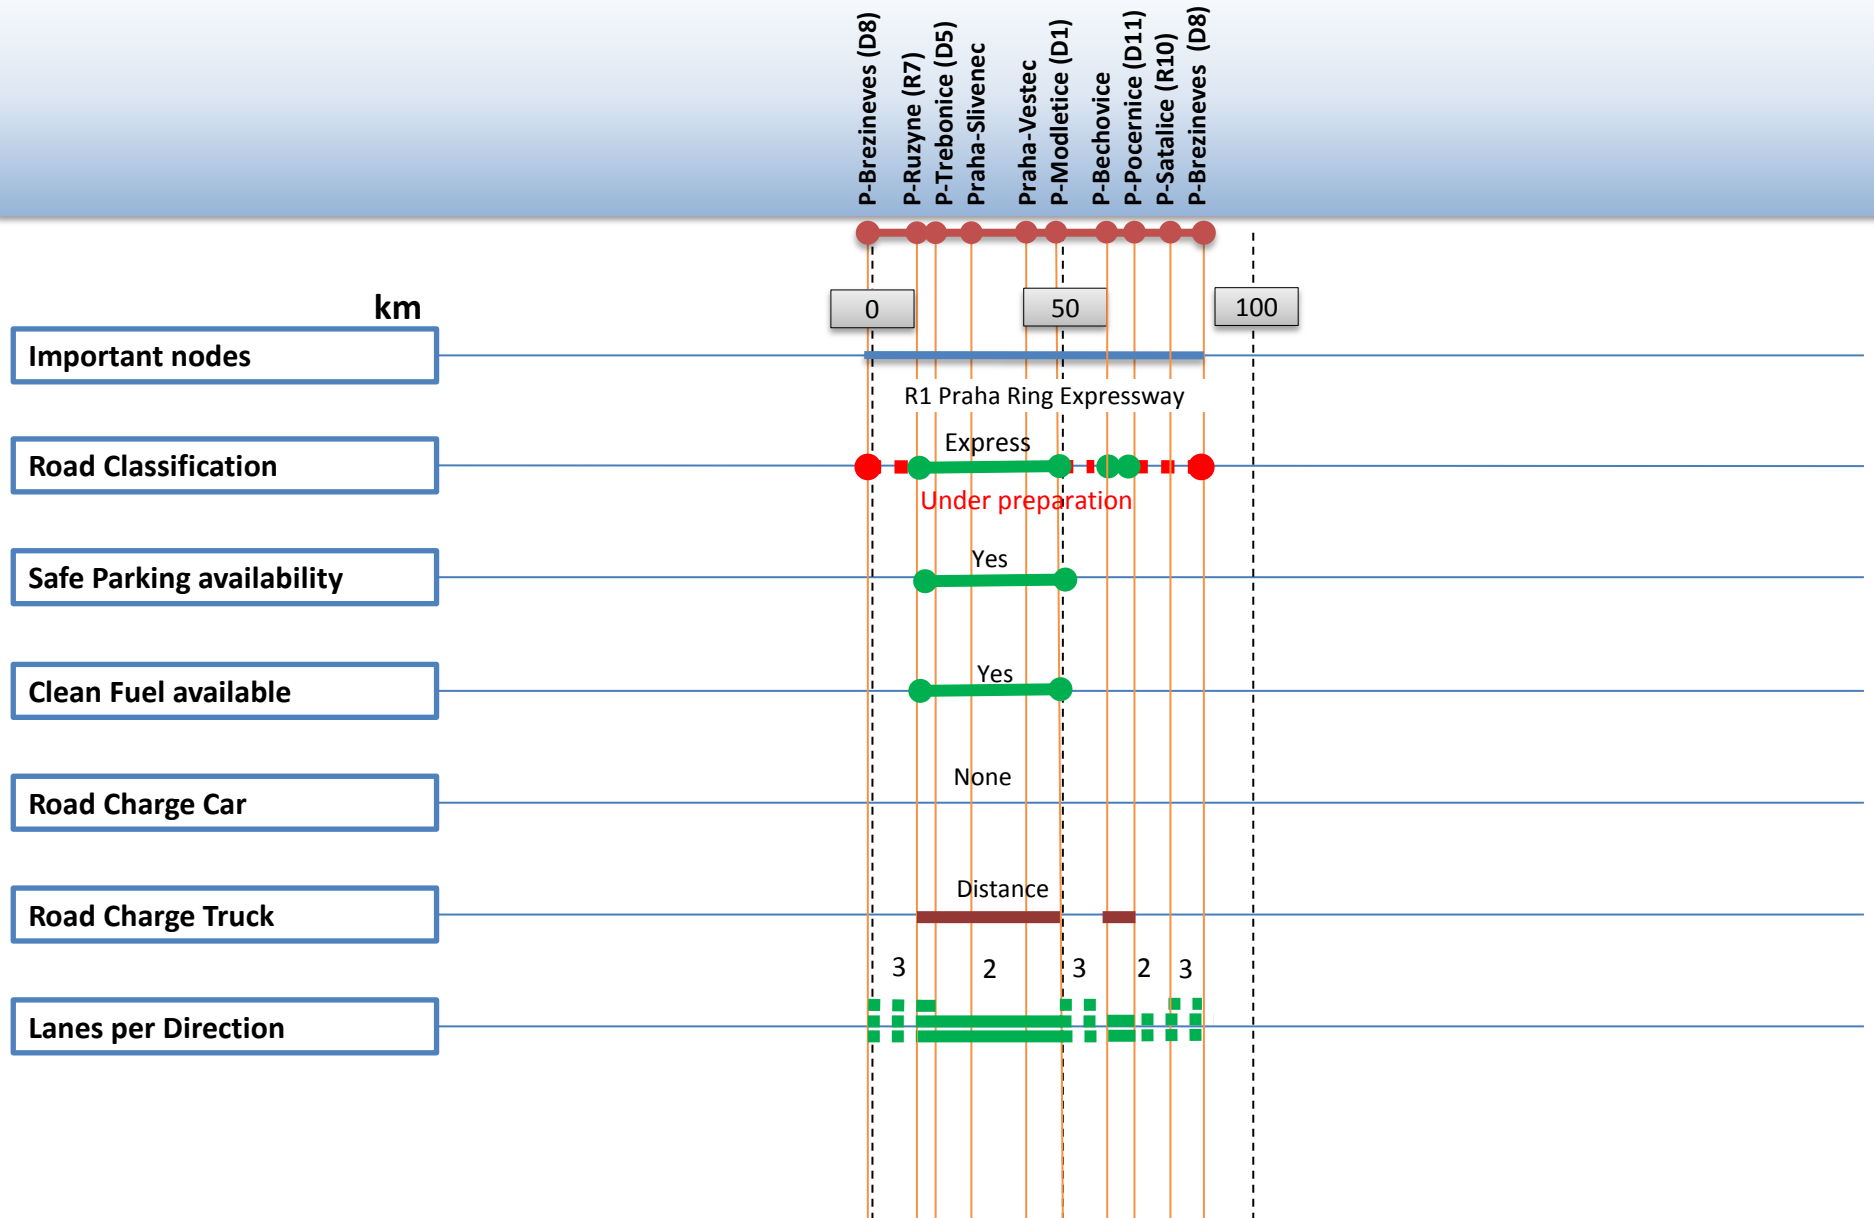 P-Brezineves (D8)
P-Ruzyne (R7)
P-Trebonice (D5)
Praha-Slivenec
Praha-Vestec
P-Modletice (D1)
P-Bechovice
P-Pocernice (D11)
P-Satalice (R10)
P-Brezineves (D8)
km
0
50
100
Important nodes
R1 Praha Ring Expressway
Express
Road Classification
Under preparation
Yes
Safe Parking availability
Yes
Clean Fuel available
None
Road Charge Car
Distance
Road Charge Truck
3
2
3
2
3
Lanes per Direction